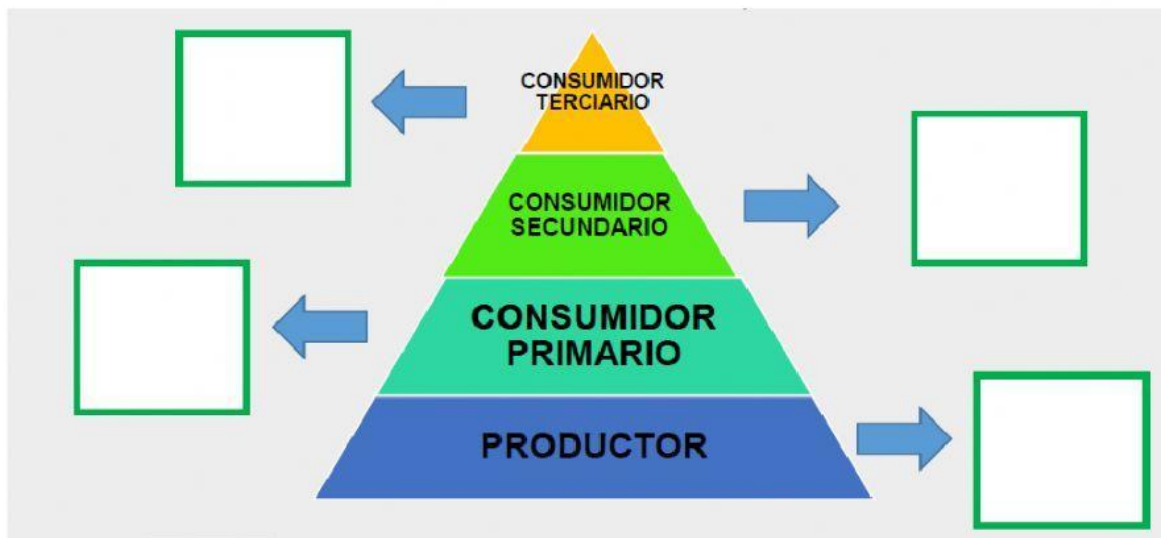 CONSUMIDOR
TERCIARIO
CONSUMIDOR
SECUNDARIO
CONSUMIDOR
PRIMARIO
PRODUCTOR